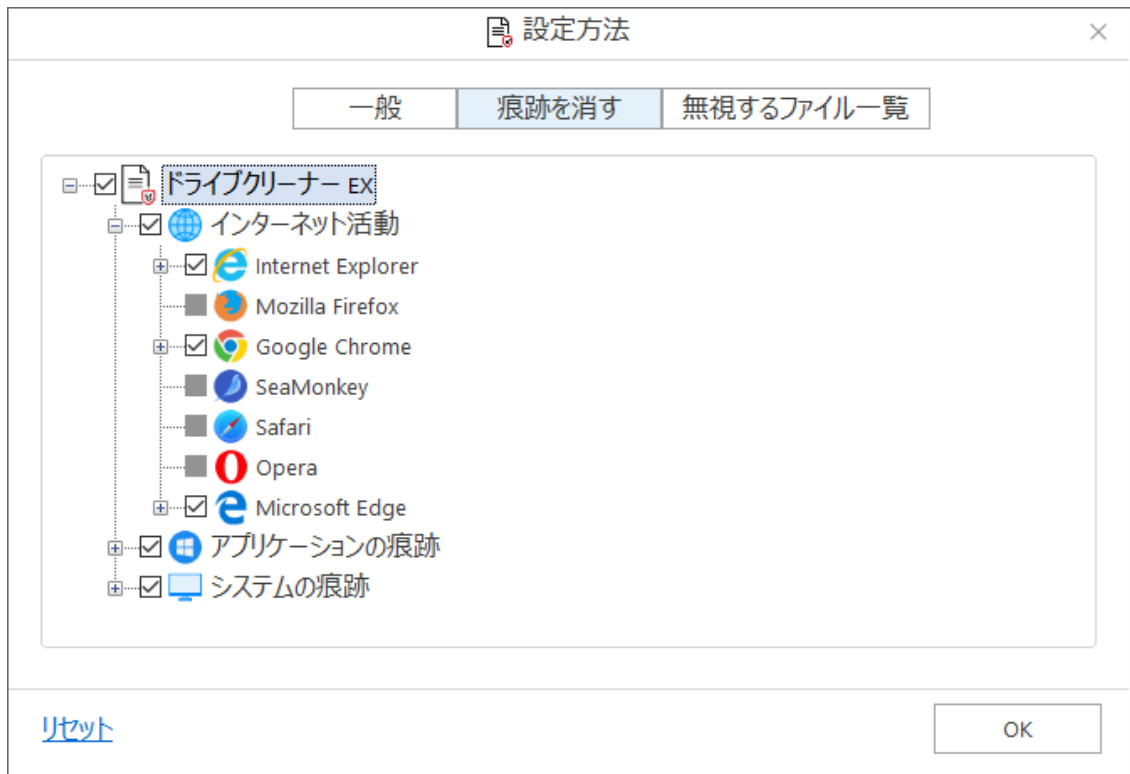 設定方法
一般 痕跡を消す 無視するファイル一覧
ドライブクリーナー EX
インターネット活動
Internet Explorer
Mozilla Firefox
Google Chrome
SeaMonkey
Safari
Opera
Microsoft Edge
アプリケーションの痕跡
システムの痕跡
リセット OK